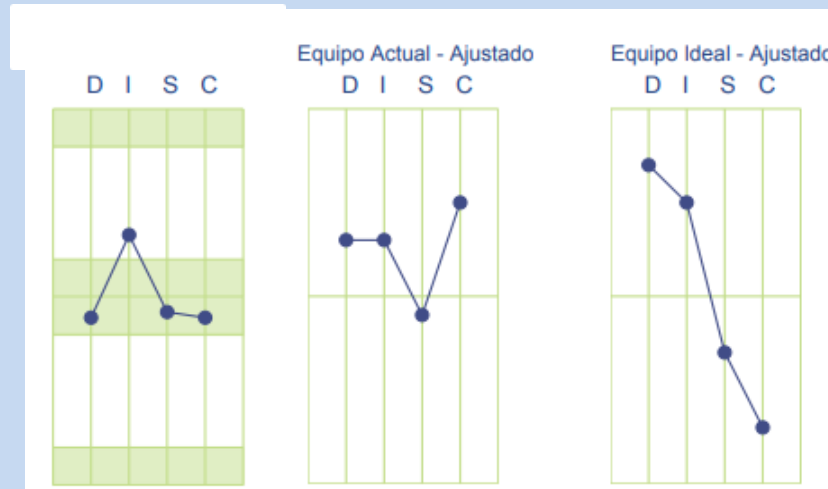 Equipo Actual - Ajustado
Equipo Ideal - Ajustado
D I S C
D I S C
D I S C